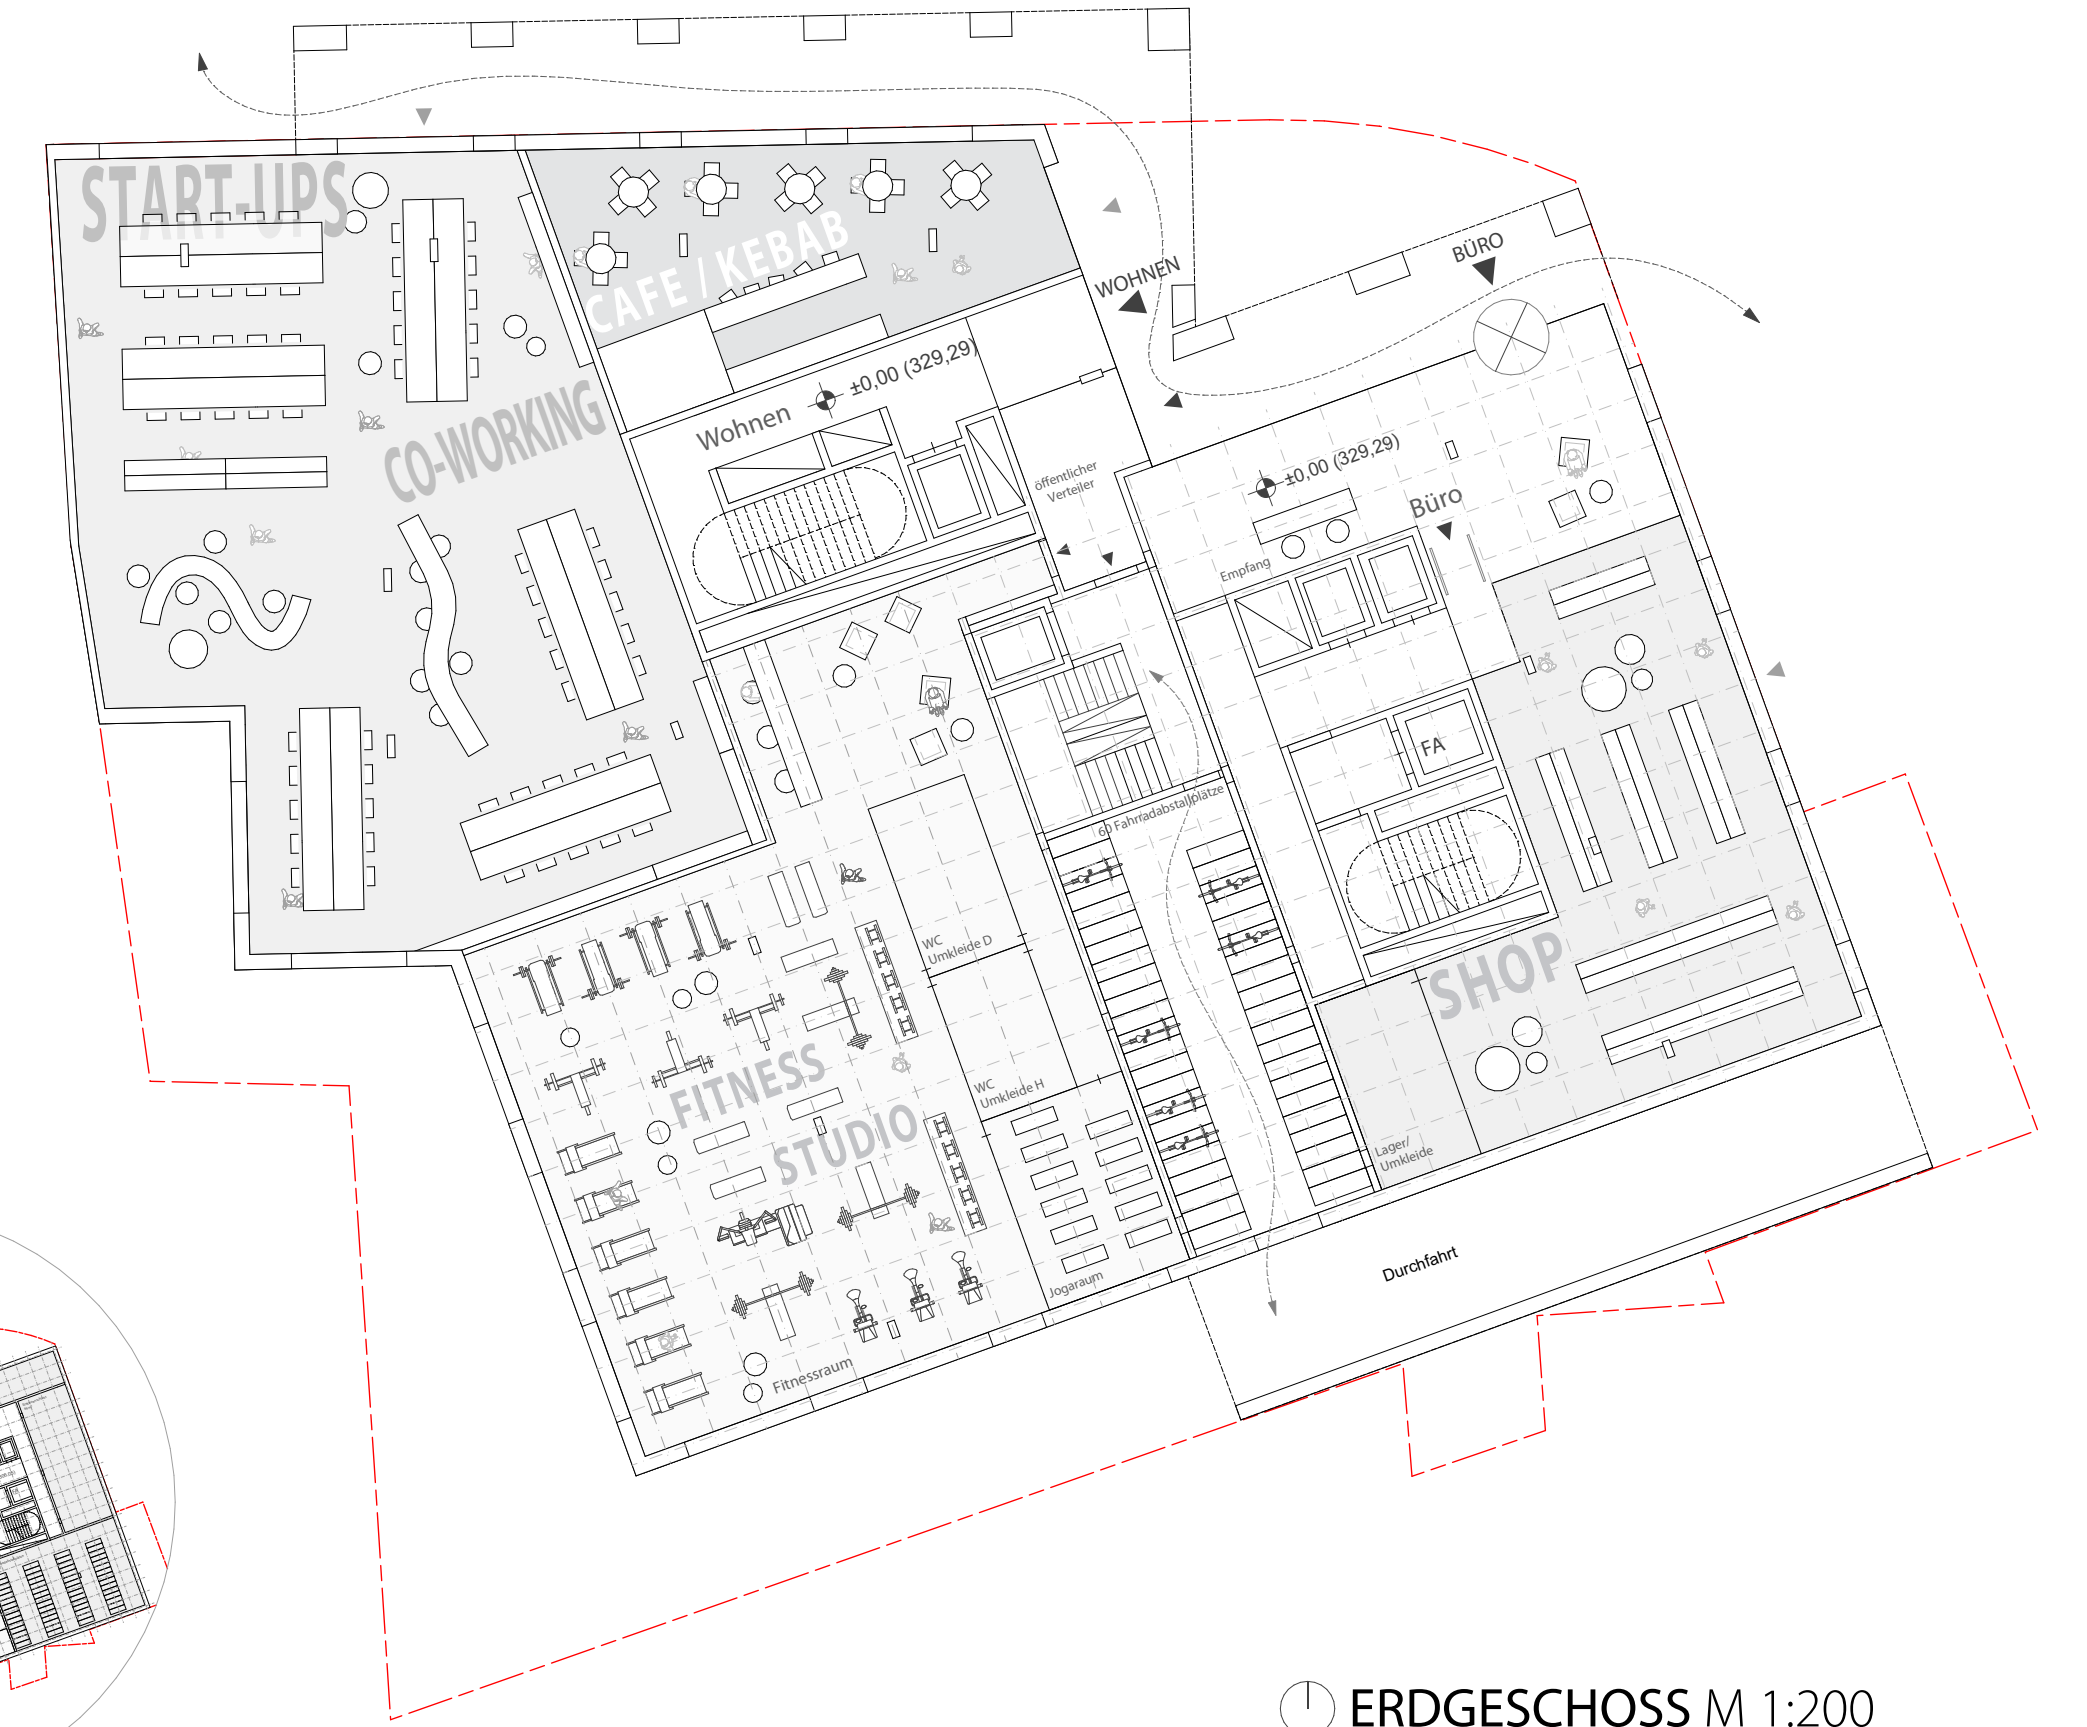 START-UPS
CAFE / KEBAB
CO-WORKING
WOHNEN
BÜRO
Wohnen
±0,00 (329,29)
öffentlicher
Verteiler
±0,00 (329,29)
Büro
Empfang
FA
60 Fahrradabstallplätze
WC
Umkleide D
SHOP
FITNESS
STUDIO
WC
Umkleide H
Lager/
Umkleide
Jogaraum
Fitnessraum
Durchfahrt
ERDGESCHOSS M 1:200